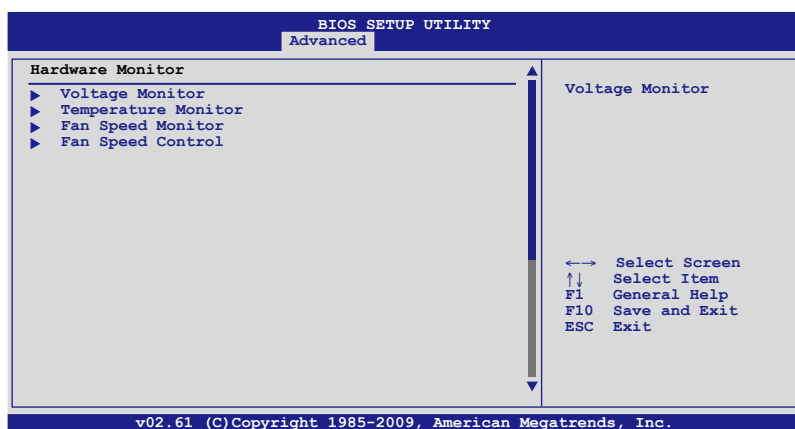 BIOS SETUP UTILITY
Advanced
Hardware Monitor
Voltage Monitor
Temperature Monitor
Fan Speed Monitor
Fan Speed Control
Voltage Monitor
←→ Select Screen
↑↓ Select Item
F1 General Help
F10 Save and Exit
ESC Exit
v02.61 (C)Copyright 1985-2009, American Megatrends, Inc.